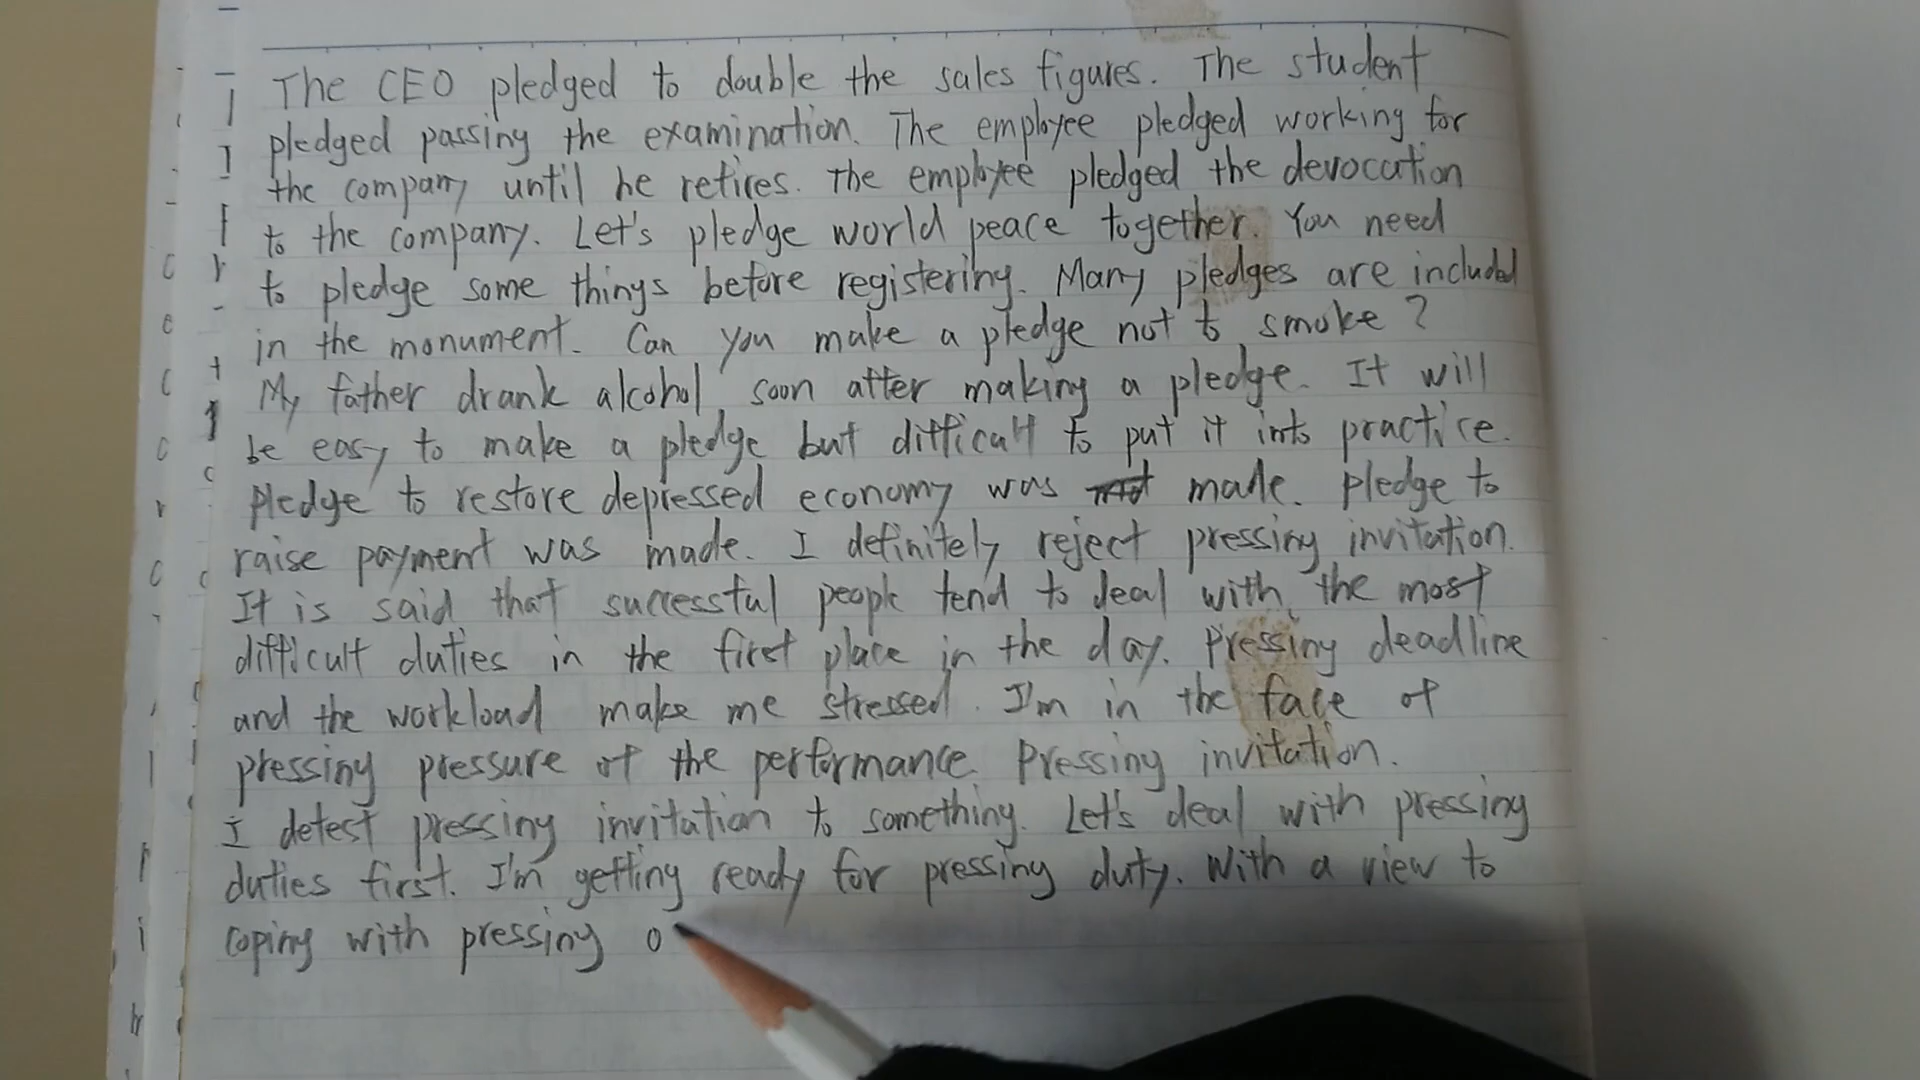 The CEO pledged to double the sales figures. The student
pledged passing the examination. The employee pledged working for
the company until he retires. The employee pledged the devocation
to the company. Let's pledge world peace together. You need
to pledge some things before registering. Many pledges are included
in the monument. Can you make a pledge not to smoke?
My father drank alcohol soon after making a pledge. It will
be easy to make a pledge but difficult to put it into practice.
Pledge to restore depressed economy was made. Pledge to
raise payment was made. I definitely reject pressing invitation.
It is said that successful people tend to deal with the most
difficult duties in the first place in the day. Pressing deadline
and the workload make me stressed. I'm in the face of
pressing pressure of the performance. Pressing invitation.
I detest pressing invitation to something. Let's deal with pressing
duties first. I'm getting ready for pressing duty. With a view to
coping with pressing o